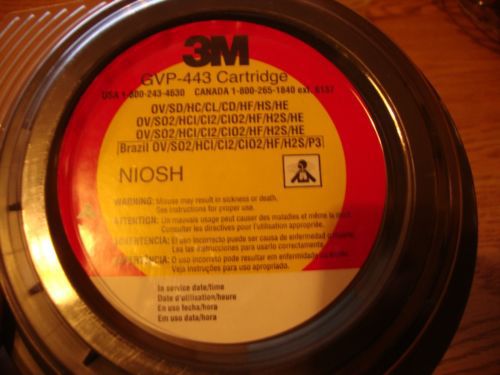 3M
GVP-443 Cartridge
USA 1-800-243-4630 CANADA 1-800-265-1840 ext. 6137
OV/SD/HC/CL/CD/HF/HS/HE
OV/SO2/HCl/Cl2/ClO2/HF/H2S/HE
OV/SO2/HCl/Cl2/ClO2/HF/H2S/HE
Brazil OV/SO2/HCl/Cl2/ClO2/HF/H2S/P3
NIOSH
WARNING: Misuse may result in sickness or death.
See instructions for proper use.
ATTENTION: Un mauvais usage peut causer des maladies et même la mort.
Consulter les directives pour l'utilisation appropriée.
ADVERTENCIA: El uso incorrecto puede ser causa de enfermedad o muerte.
Consulte las instrucciones para usarlo correctamente.
ADVERTÊNCIA: O uso incorreto pode resultar em enfermidade
Veja instruções para uso apropriado.
In service date/time
Date d'utilisation/heure
En uso fecha/hora
Em uso data/hora